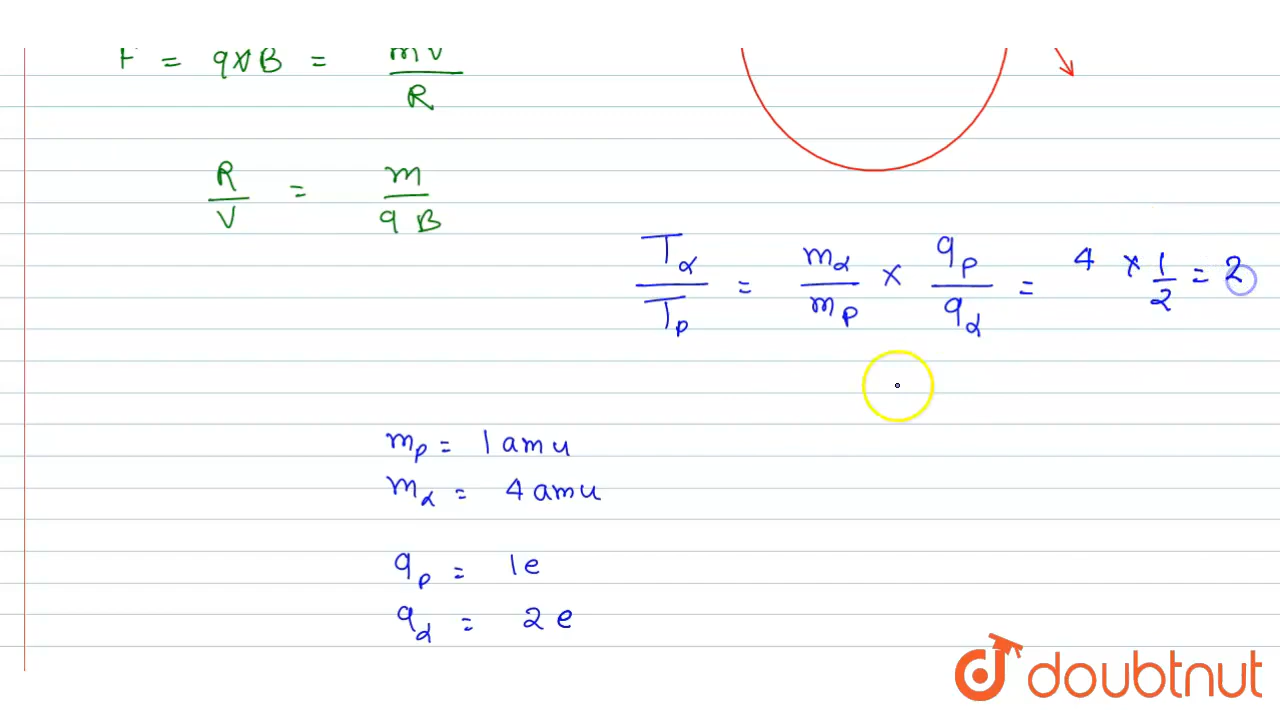 F = qvB = mv/R
R/V = m/qB
Tα/Tp = mα/mp × qp/qα = 4 × 1/2 = 2
mp = 1 amu
mα = 4 amu
qp = 1e
qα = 2e
doubtnut